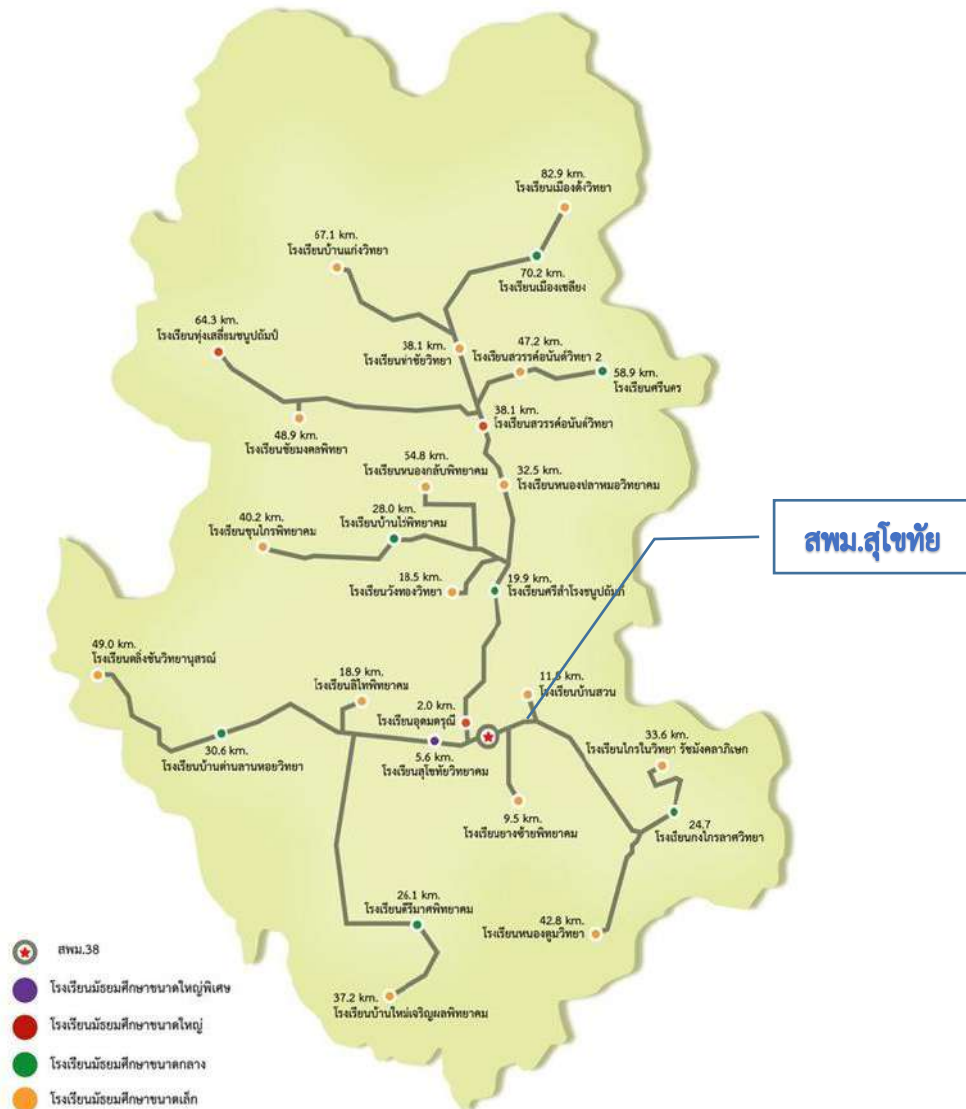 82.9 km.
โรงเรียนเมืองด้งวิทยา
67.1 km.
โรงเรียนบ้านแก่งวิทยา
70.2 km.
โรงเรียนเมืองเชลียง
64.3 km.
โรงเรียนทุ่งเสลี่ยมชนูปถัมภ์
38.1 km.
โรงเรียนท่าชัยวิทยา
47.2 km.
โรงเรียนสวรรค์อนันต์วิทยา 2
58.9 km.
โรงเรียนศรีนคร
38.1 km.
โรงเรียนสวรรค์อนันต์วิทยา
48.9 km.
โรงเรียนชัยมงคลพิทยา
54.8 km.
โรงเรียนหนองกลับพิทยาคม
32.5 km.
โรงเรียนหนองปลาหมอวิทยาคม
28.0 km.
โรงเรียนบ้านไร่พิทยาคม
40.2 km.
โรงเรียนขุนไกรพิทยาคม
สพม.สุโขทัย
18.5 km.
โรงเรียนวังทองวิทยา
19.9 km.
โรงเรียนศรีสำโรงชนูปถัมภ์
49.0 km.
โรงเรียนตลิ่งชันวิทยานุสรณ์
18.9 km.
โรงเรียนลิไทพิทยาคม
11.5 km.
โรงเรียนบ้านสวน
2.0 km.
โรงเรียนอุดมดรุณี
30.6 km.
โรงเรียนบ้านด่านลานหอยวิทยา
5.6 km.
โรงเรียนสุโขทัยวิทยาคม
33.6 km.
โรงเรียนไกรในวิทยา รัชมังคลาภิเษก
9.5 km.
โรงเรียนยางซ้ายพิทยาคม
24.7
โรงเรียนกงไกรลาศวิทยา
26.1 km.
โรงเรียนคีรีมาศพิทยาคม
42.8 km.
โรงเรียนหนองตูมวิทยา
37.2 km.
โรงเรียนบ้านใหม่เจริญผลพิทยาคม
สพม.38
โรงเรียนมัธยมศึกษาขนาดใหญ่พิเศษ
โรงเรียนมัธยมศึกษาขนาดใหญ่
โรงเรียนมัธยมศึกษาขนาดกลาง
โรงเรียนมัธยมศึกษาขนาดเล็ก